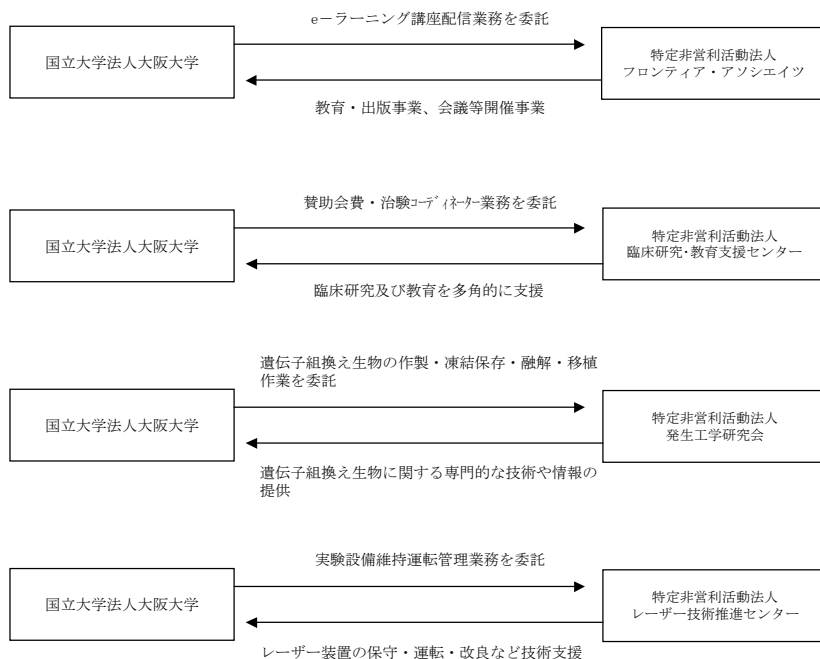 e－ラーニング講座配信業務を委託
国立大学法人大阪大学
特定非営利活動法人
フロンティア・アソシエイツ
教育・出版事業、会議等開催事業
賛助会費・治験ｺｰﾃﾞｨﾈｰﾀｰ業務を委託
国立大学法人大阪大学
特定非営利活動法人
臨床研究･教育支援センター
臨床研究及び教育を多角的に支援
遺伝子組換え生物の作製・凍結保存・融解・移植
作業を委託
国立大学法人大阪大学
特定非営利活動法人
発生工学研究会
遺伝子組換え生物に関する専門的な技術や情報の
提供
実験設備維持運転管理業務を委託
国立大学法人大阪大学
特定非営利活動法人
レーザー技術推進センター
レーザー装置の保守・運転・改良など技術支援